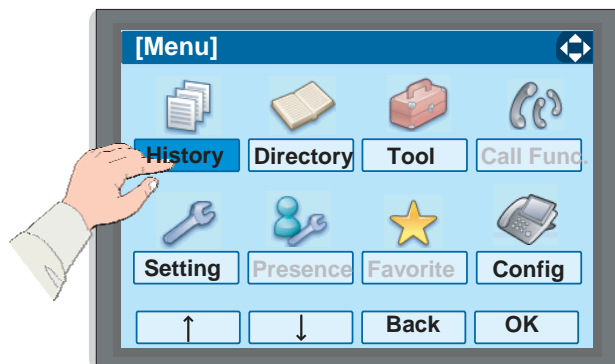 [Menu]
History Directory Tool Call Func.
Setting Presence Favorite Config
↑ ↓ Back OK